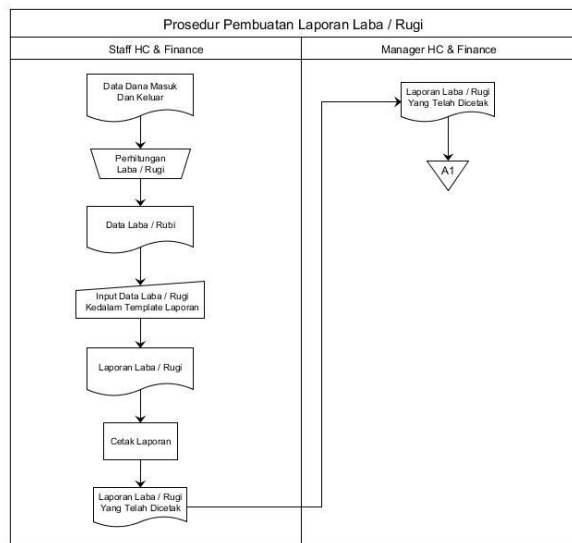 Prosedur Pembuatan Laporan Laba / Rugi
Staff HC & Finance
Manager HC & Finance
Data Dana Masuk
Dan Keluar
Perhitungan
Laba / Rugi
Data Laba / Rubi
Input Data Laba / Rugi
Kedalam Template Laporan
Laporan Laba / Rugi
Cetak Laporan
Laporan Laba / Rugi
Yang Telah Dicetak
Laporan Laba / Rugi
Yang Telah Dicetak
A1